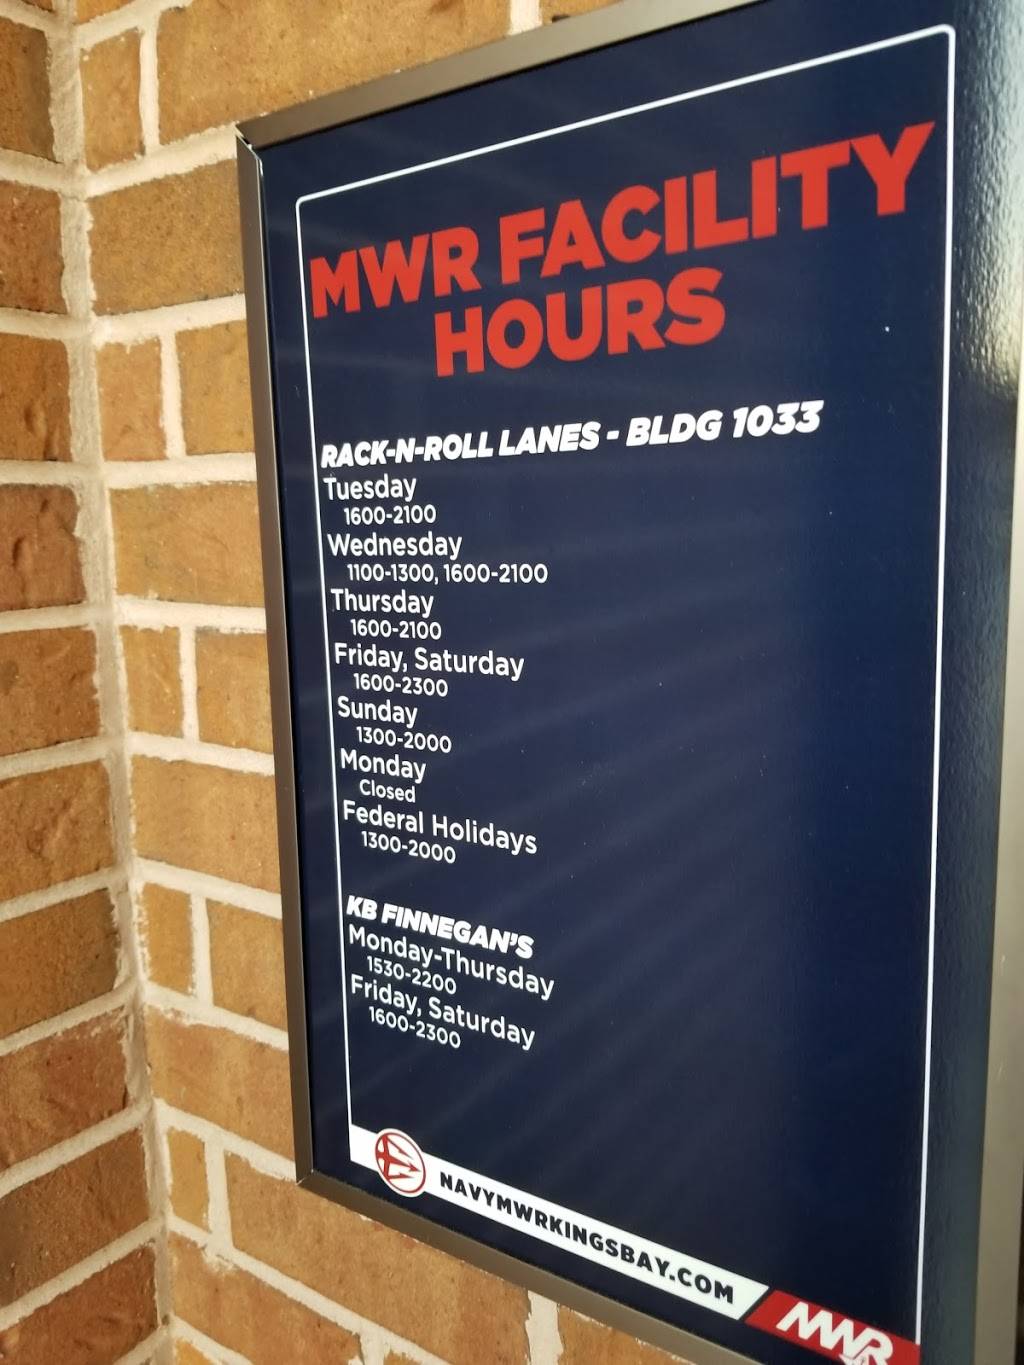 MWR FACILITY
HOURS
RACK-N-ROLL LANES - BLDG 1033
Tuesday
1600-2100
Wednesday
1100-1300, 1600-2100
Thursday
1600-2100
Friday, Saturday
1600-2300
Sunday
1300-2000
Monday
Closed
Federal Holidays
1300-2000
KB FINNEGAN'S
Monday-Thursday
1530-2200
Friday, Saturday
1600-2300
NAVYMWRKINGSBAY.COM
MWR